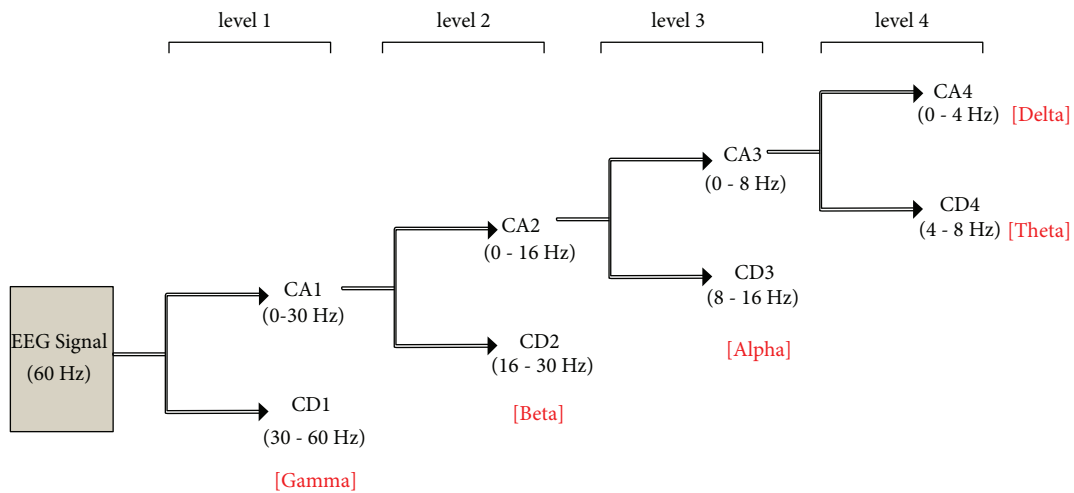 level 1
level 2
level 3
level 4
EEG Signal
(60 Hz)
CA1
(0-30 Hz)
CD1
(30 - 60 Hz)
[Gamma]
CA2
(0 - 16 Hz)
CD2
(16 - 30 Hz)
[Beta]
CA3
(0 - 8 Hz)
CD3
(8 - 16 Hz)
[Alpha]
CA4
(0 - 4 Hz) [Delta]
CD4
(4 - 8 Hz) [Theta]